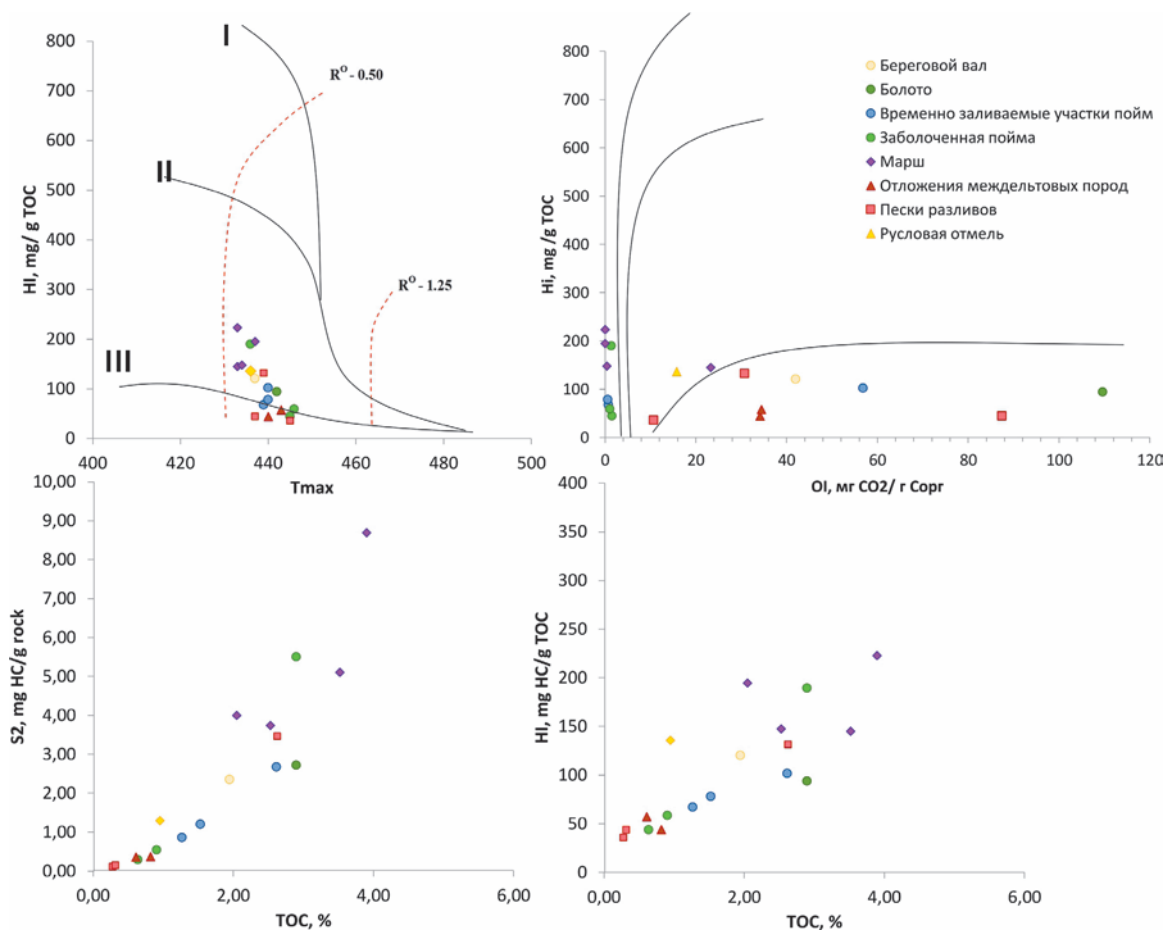 I
II
III
R⁰ - 0.50
R⁰ - 1.25
800
700
600
500
400
300
200
100
0
HI, mg/ g TOC
400
420
440
460
480
500
Tmax
800
700
600
500
400
300
200
100
0
Hi, mg /g TOC
Береговой вал
Болото
Временно заливаемые участки пойм
Заболоченная пойма
Марш
Отложения междельтовых пород
Пески разливов
Русловая отмель
0
20
40
60
80
100
120
OI, мг CO2/ г Сорг
10,00
9,00
8,00
7,00
6,00
5,00
4,00
3,00
2,00
1,00
0,00
S2, mg HC/g rock
0,00
2,00
4,00
6,00
TOC, %
400
350
300
250
200
150
100
50
0
HI, mg HC/g TOC
0,00
2,00
4,00
6,00
TOC, %